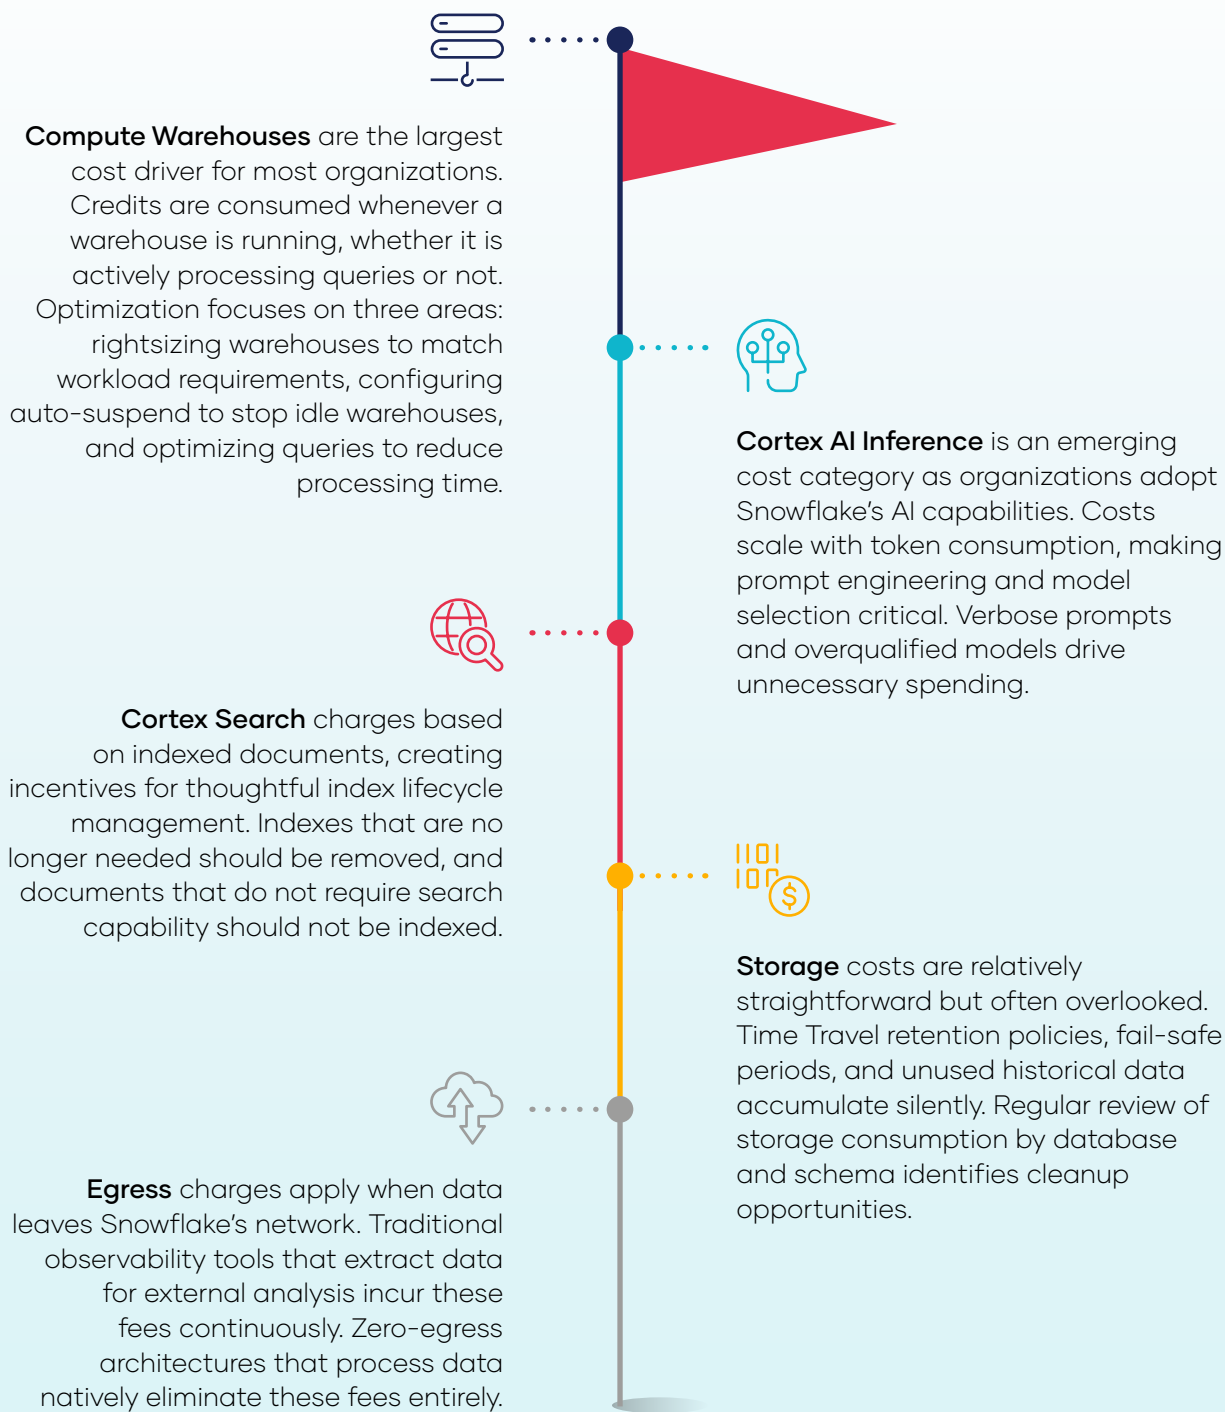 Compute Warehouses are the largest
cost driver for most organizations.
Credits are consumed whenever a
warehouse is running, whether it is
actively processing queries or not.
Optimization focuses on three areas:
rightsizing warehouses to match
workload requirements, configuring
auto-suspend to stop idle warehouses,
and optimizing queries to reduce
processing time.
Cortex AI Inference is an emerging
cost category as organizations adopt
Snowflake's AI capabilities. Costs
scale with token consumption, making
prompt engineering and model
selection critical. Verbose prompts
and overqualified models drive
unnecessary spending.
Cortex Search charges based
on indexed documents, creating
incentives for thoughtful index lifecycle
management. Indexes that are no
longer needed should be removed, and
documents that do not require search
capability should not be indexed.
Storage costs are relatively
straightforward but often overlooked.
Time Travel retention policies, fail-safe
periods, and unused historical data
accumulate silently. Regular review of
storage consumption by database
and schema identifies cleanup
opportunities.
Egress charges apply when data
leaves Snowflake's network. Traditional
observability tools that extract data
for external analysis incur these
fees continuously. Zero-egress
architectures that process data
natively eliminate these fees entirely.